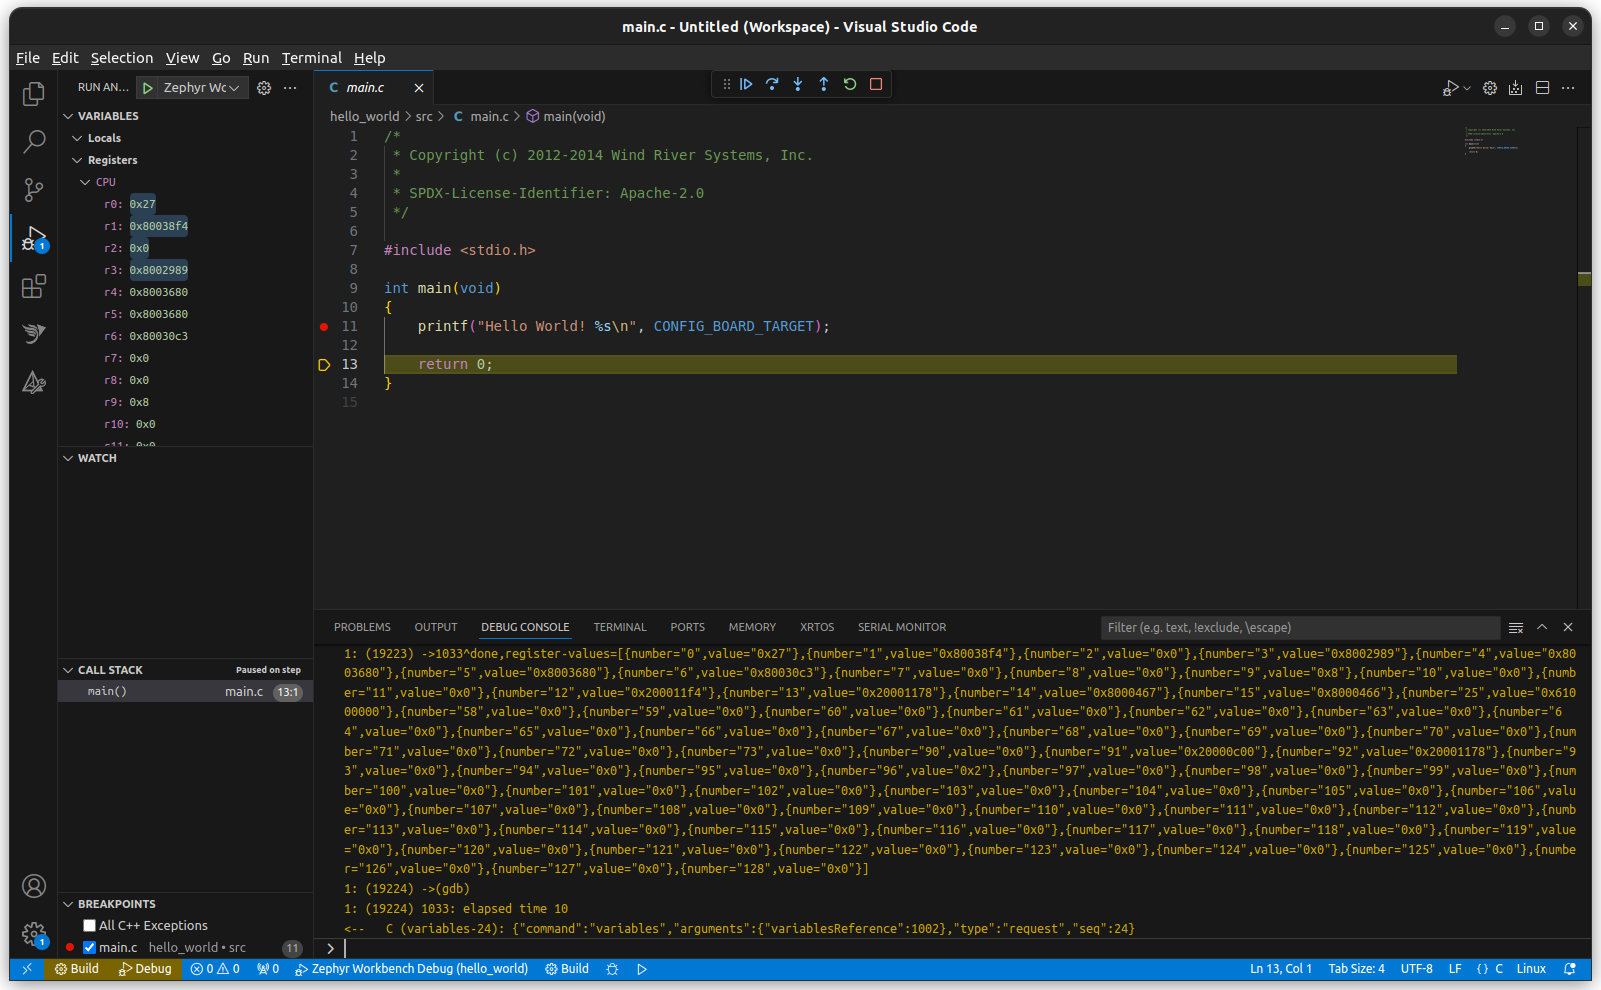 main.c - Untitled (Workspace) - Visual Studio Code
File Edit Selection View Go Run Terminal Help
RUN AN... Zephyr Wc
VARIABLES
Locals
Registers
CPU
r0: 0x27
r1: 0x80038f4
r2: 0x0
r3: 0x8002989
r4: 0x8003680
r5: 0x8003680
r6: 0x80030c3
r7: 0x0
r8: 0x0
r9: 0x8
r10: 0x0
r11: 0x0
WATCH
CALL STACK Paused on step
main() main.c 13:1
BREAKPOINTS
All C++ Exceptions
main.c hello_world • src 11
C main.c
hello_world > src > C main.c > main(void)
1 /*
2 * Copyright (c) 2012-2014 Wind River Systems, Inc.
3 *
4 * SPDX-License-Identifier: Apache-2.0
5 */
6
7 #include <stdio.h>
8
9 int main(void)
10 {
11 printf("Hello World! %s\n", CONFIG_BOARD_TARGET);
12
13 return 0;
14 }
15
PROBLEMS OUTPUT DEBUG CONSOLE TERMINAL PORTS MEMORY XRTOS SERIAL MONITOR Filter (e.g. text, !exclude, \escape)
1: (19223) ->1033^done,register-values=[{number="0",value="0x27"},{number="1",value="0x80038f4"},{number="2",value="0x0"},{number="3",value="0x8002989"},{number="4",value="0x8
03680"},{number="5",value="0x8003680"},{number="6",value="0x80030c3"},{number="7",value="0x0"},{number="8",value="0x0"},{number="9",value="0x8"},{number="10",value="0x0"},{num
ber="11",value="0x0"},{number="12",value="0x200011f4"},{number="13",value="0x20001178"},{number="14",value="0x8000467"},{number="15",value="0x8000466"},{number="25",value="0x610
00000"},{number="58",value="0x0"},{number="59",value="0x0"},{number="60",value="0x0"},{number="61",value="0x0"},{number="62",value="0x0"},{number="63",value="0x0"},{number="6
4",value="0x0"},{number="65",value="0x0"},{number="66",value="0x0"},{number="67",value="0x0"},{number="68",value="0x0"},{number="69",value="0x0"},{number="70",value="0x0"},{num
ber="71",value="0x0"},{number="72",value="0x0"},{number="73",value="0x0"},{number="90",value="0x0"},{number="91",value="0x20000c00"},{number="92",value="0x20001178"},{number="9
3",value="0x0"},{number="94",value="0x0"},{number="95",value="0x0"},{number="96",value="0x2"},{number="97",value="0x0"},{number="98",value="0x0"},{number="99",value="0x0"},{num
ber="100",value="0x0"},{number="101",value="0x0"},{number="102",value="0x0"},{number="103",value="0x0"},{number="104",value="0x0"},{number="105",value="0x0"},{number="106",valu
e="0x0"},{number="107",value="0x0"},{number="108",value="0x0"},{number="109",value="0x0"},{number="110",value="0x0"},{number="111",value="0x0"},{number="112",value="0x0"},{numb
er="113",value="0x0"},{number="114",value="0x0"},{number="115",value="0x0"},{number="116",value="0x0"},{number="117",value="0x0"},{number="118",value="0x0"},{number="119",value
="0x0"},{number="120",value="0x0"},{number="121",value="0x0"},{number="122",value="0x0"},{number="123",value="0x0"},{number="124",value="0x0"},{number="125",value="0x0"},{numbe
r="126",value="0x0"},{number="127",value="0x0"},{number="128",value="0x0"}]
1: (19224) ->(gdb)
1: (19224) 1033: elapsed time 10
<-- C (variables-24): {"command":"variables","arguments":{"variablesReference":1002},"type":"request","seq":24}
>
Build Debug 0 0 0 Zephyr Workbench Debug (hello_world) Build Ln 13, Col 1 Tab Size: 4 UTF-8 LF {} C Linux